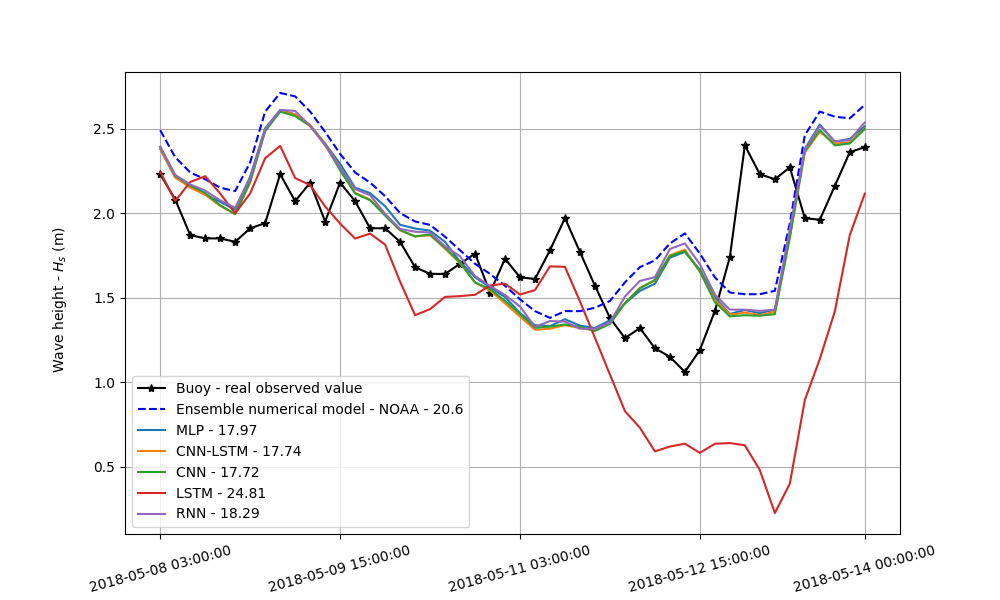 2.5
2.0
1.5
1.0
0.5
Wave height - Hs (m)
Buoy - real observed value
Ensemble numerical model - NOAA - 20.6
MLP - 17.97
CNN-LSTM - 17.74
CNN - 17.72
LSTM - 24.81
RNN - 18.29
2018-05-08 03:00:00
2018-05-09 15:00:00
2018-05-11 03:00:00
2018-05-12 15:00:00
2018-05-14 00:00:00